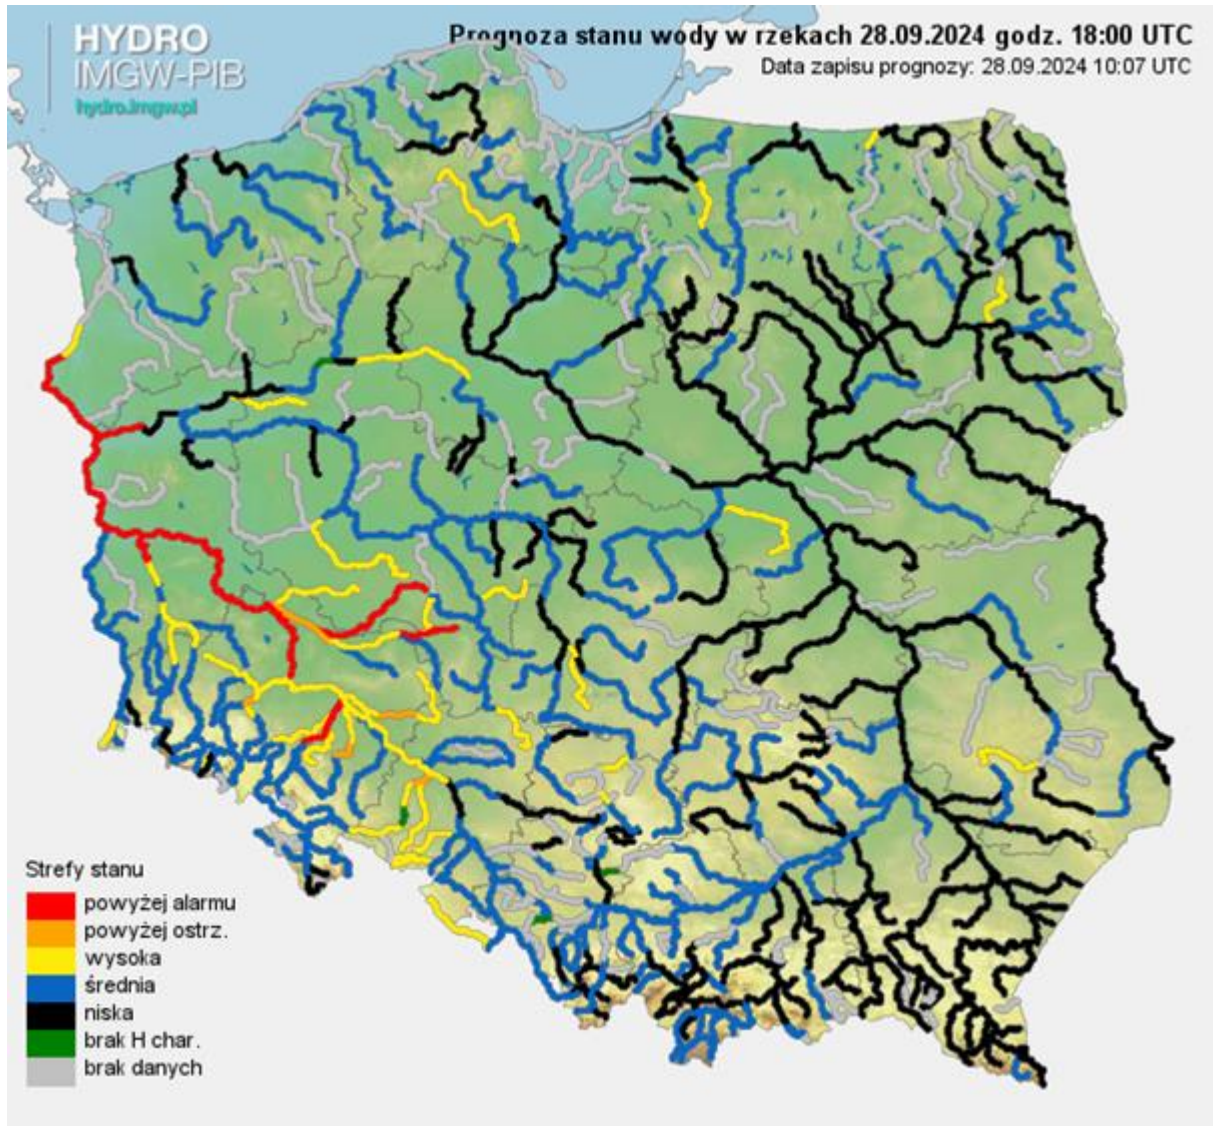 HYDRO
IMGW-PIB
hydro.imgw.pl
Prognoza stanu wody w rzekach 28.09.2024 godz. 18:00 UTC
Data zapisu prognozy: 28.09.2024 10:07 UTC
Strefy stanu
powyżej alarmu
powyżej ostrz.
wysoka
średnia
niska
brak H char.
brak danych